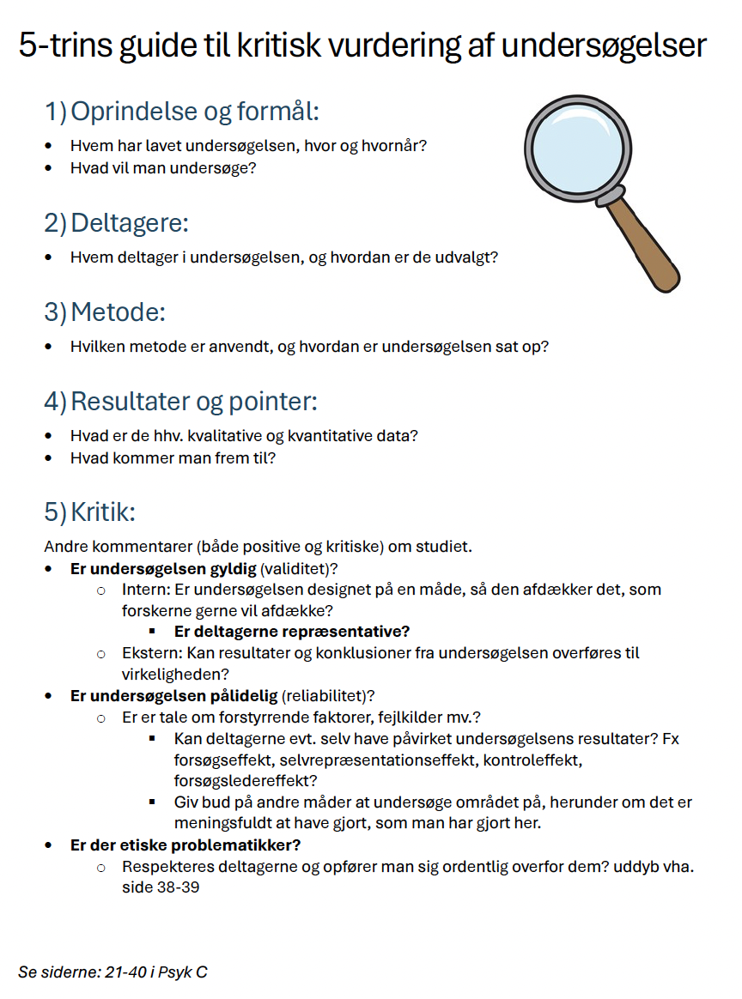 5-trins guide til kritisk vurdering af undersøgelser
1) Oprindelse og formål:
• Hvem har lavet undersøgelsen, hvor og hvornår?
• Hvad vil man undersøge?
2) Deltagere:
• Hvem deltager i undersøgelsen, og hvordan er de udvalgt?
3) Metode:
• Hvilken metode er anvendt, og hvordan er undersøgelsen sat op?
4) Resultater og pointer:
• Hvad er de hhv. kvalitative og kvantitative data?
• Hvad kommer man frem til?
5) Kritik:
Andre kommentarer (både positive og kritiske) om studiet.
• Er undersøgelsen gyldig (validitet)?
o Intern: Er undersøgelsen designet på en måde, så den afdækker det, som
forskerne gerne vil afdække?
▪ Er deltagerne repræsentative?
o Ekstern: Kan resultater og konklusioner fra undersøgelsen overføres til
virkeligheden?
• Er undersøgelsen pålidelig (reliabilitet)?
o Er er tale om forstyrrende faktorer, fejlkilder mv.?
▪ Kan deltagerne evt. selv have påvirket undersøgelsens resultater? Fx
forsøgseffekt, selvrepræsentationseffekt, kontroleffekt,
forsøgsledereffekt?
▪ Giv bud på andre måder at undersøge området på, herunder om det er
meningsfuldt at have gjort, som man har gjort her.
• Er der etiske problematikker?
o Respekteres deltagerne og opfører man sig ordentlig overfor dem? uddyb vha.
side 38-39
Se siderne: 21-40 i Psyk C